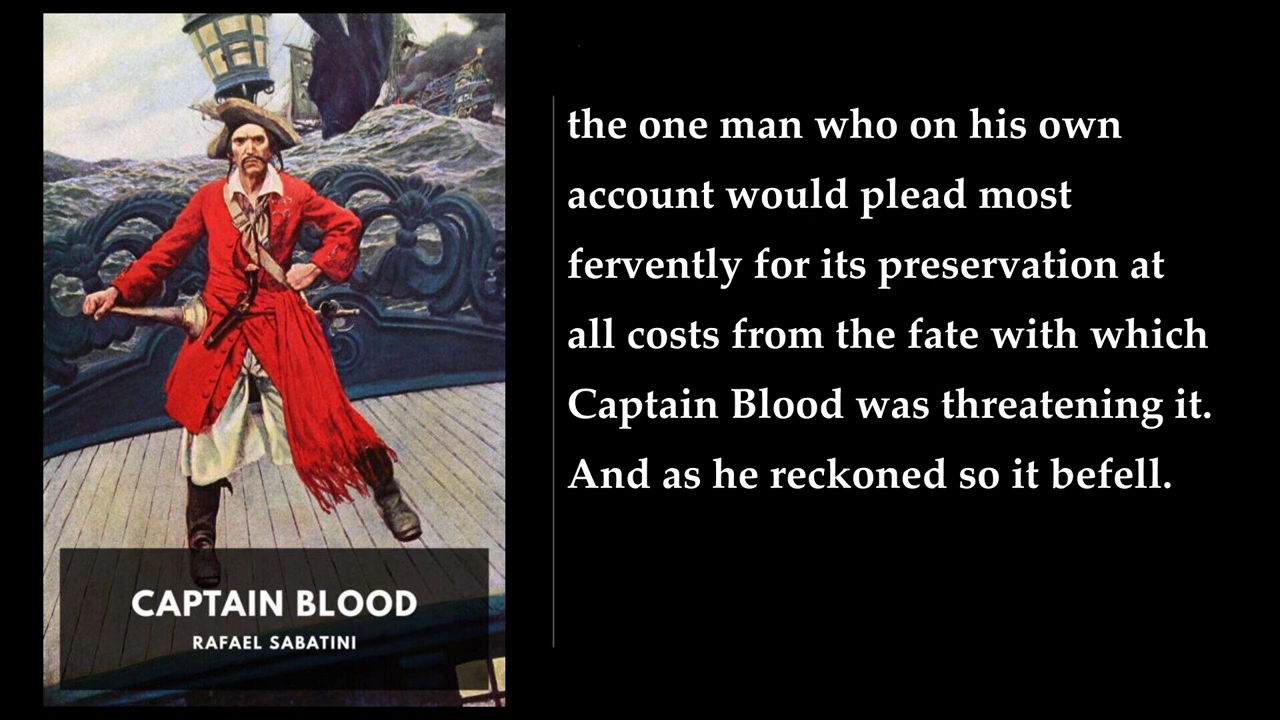 CAPTAIN BLOOD
RAFAEL SABATINI
the one man who on his own
account would plead most
fervently for its preservation at
all costs from the fate with which
Captain Blood was threatening it.
And as he reckoned so it befell.